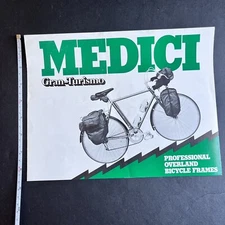 MEDICI
Gran-Turismo
PROFESSIONAL
OVERLAND
BICYCLE FRAMES